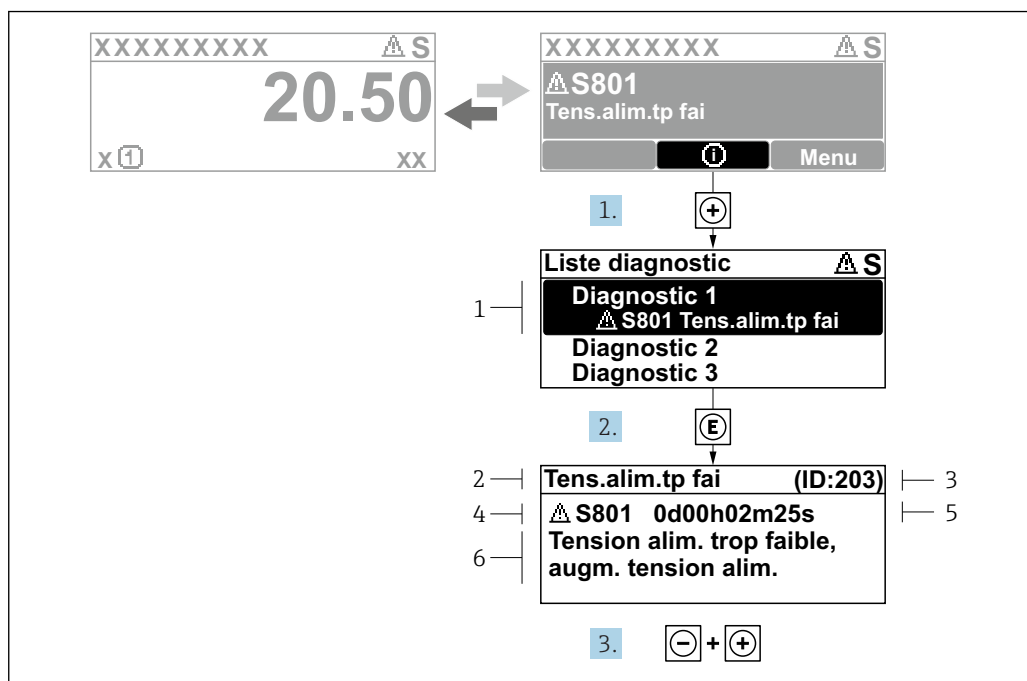 XXXXXXXXX ⚠ S
20.50
x 1 xx
XXXXXXXXX ⚠ S
⚠ S801
Tens.alim.tp fai
i Menu
1. +
Liste diagnostic ⚠ S
1
Diagnostic 1
⚠ S801 Tens.alim.tp fai
Diagnostic 2
Diagnostic 3
2. E
2 Tens.alim.tp fai (ID:203) 3
4 ⚠ S801 0d00h02m25s 5
6
Tension alim. trop faible,
augm. tension alim.
3. - + +